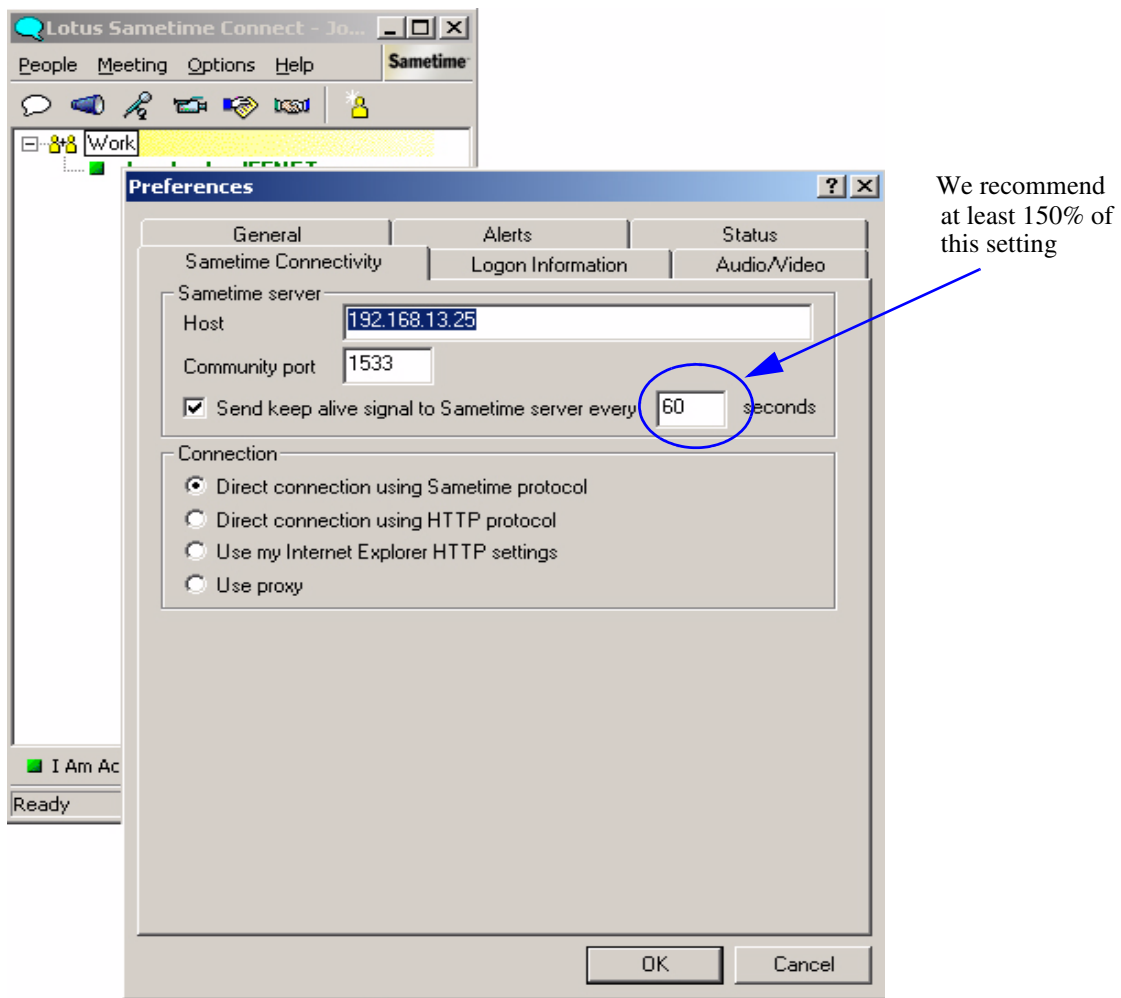 Lotus Sametime Connect - Jo...
People Meeting Options Help
Sametime
Work
Preferences
General Alerts Status
Sametime Connectivity Logon Information Audio/Video
Sametime server
Host 192.168.13.25
Community port 1533
Send keep alive signal to Sametime server every 60 seconds
Connection
Direct connection using Sametime protocol
Direct connection using HTTP protocol
Use my Internet Explorer HTTP settings
Use proxy
OK Cancel
I Am Ac
Ready
We recommend
at least 150% of
this setting